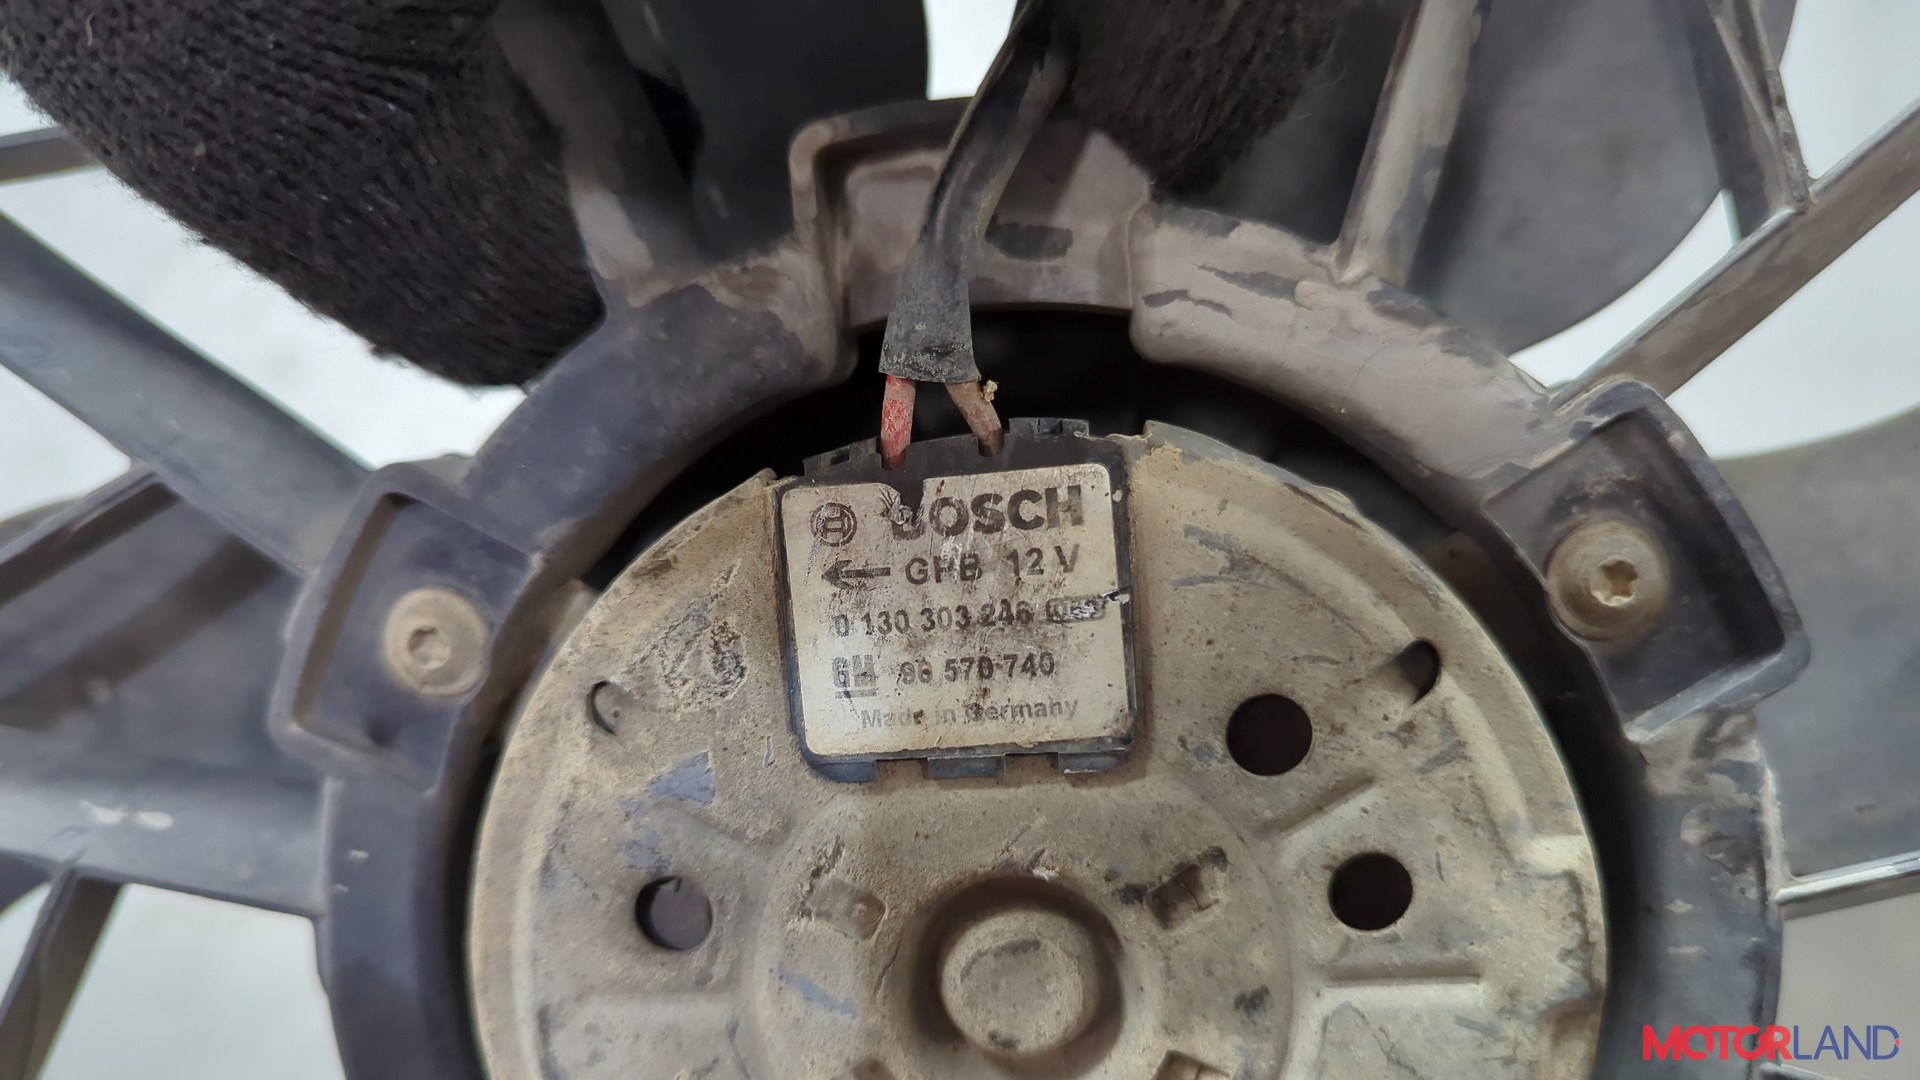 BOSCH
GPB 12 V
0 130 303 246
GM 90 570 740
Made in Germany
MOTORLAND